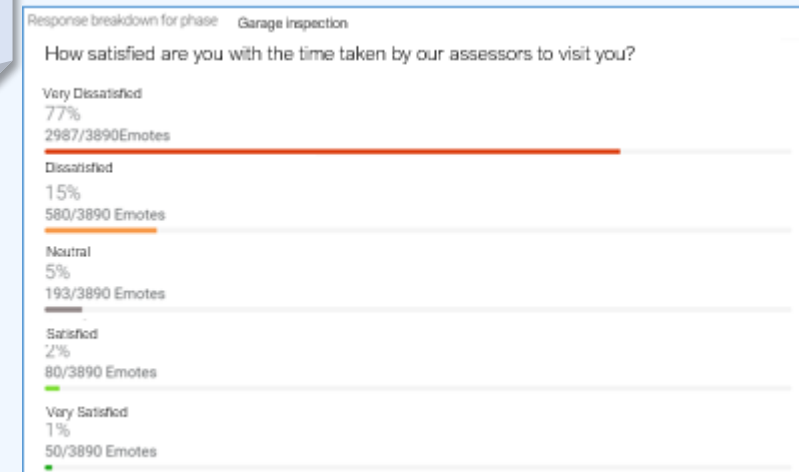 Response breakdown for phase Garage inspection
How satisfied are you with the time taken by our assessors to visit you?
Very Dissatisfied
77%
2987/3890Emotes
Dissatisfied
15%
580/3890 Emotes
Neutral
5%
193/3890 Emotes
Satisfied
2%
80/3890 Emotes
Very Satisfied
1%
50/3890 Emotes